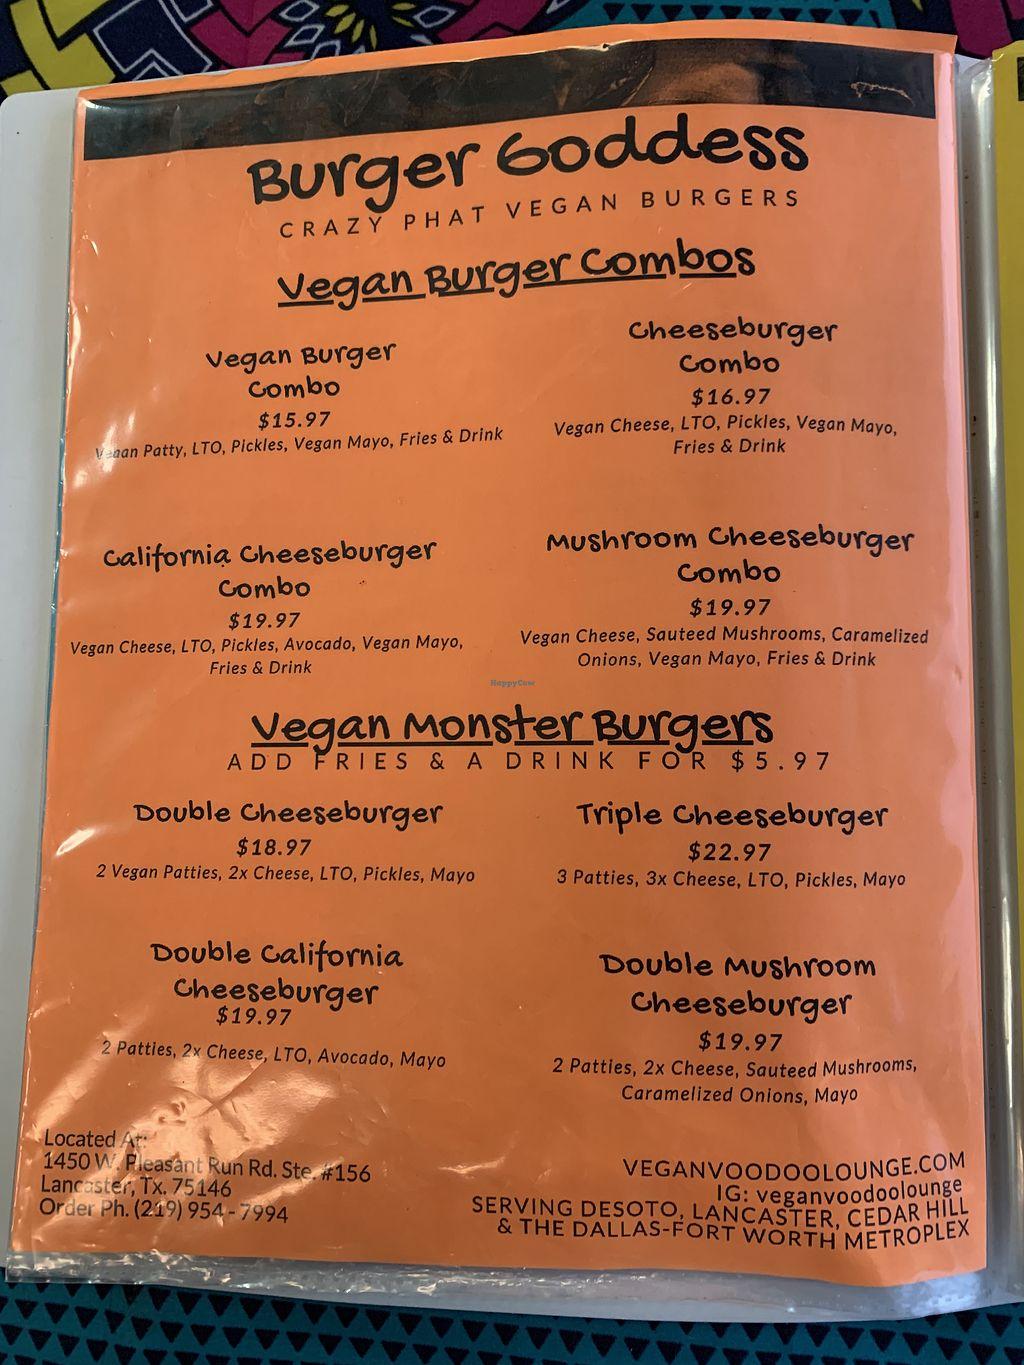 Burger Goddess
CRAZY PHAT VEGAN BURGERS
Vegan Burger Combos
Vegan Burger
Combo
$15.97
Vegan Patty, LTO, Pickles, Vegan Mayo, Fries & Drink
Cheeseburger
Combo
$16.97
Vegan Cheese, LTO, Pickles, Vegan Mayo,
Fries & Drink
California Cheeseburger
Combo
$19.97
Vegan Cheese, LTO, Pickles, Avocado, Vegan Mayo,
Fries & Drink
Mushroom Cheeseburger
Combo
$19.97
Vegan Cheese, Sauteed Mushrooms, Caramelized
Onions, Vegan Mayo, Fries & Drink
HappyCow
Vegan Monster Burgers
ADD FRIES & A DRINK FOR $5.97
Double Cheeseburger
$18.97
2 Vegan Patties, 2x Cheese, LTO, Pickles, Mayo
Triple Cheeseburger
$22.97
3 Patties, 3x Cheese, LTO, Pickles, Mayo
Double California
Cheeseburger
$19.97
2 Patties, 2x Cheese, LTO, Avocado, Mayo
Double Mushroom
Cheeseburger
$19.97
2 Patties, 2x Cheese, Sauteed Mushrooms,
Caramelized Onions, Mayo
Located At:
1450 W. Pleasant Run Rd. Ste. #156
Lancaster, Tx. 75146
Order Ph. (219) 954-7994
VEGANVOODOOLOUNGE.COM
IG: veganvoodoolounge
SERVING DESOTO, LANCASTER, CEDAR HILL
& THE DALLAS-FORT WORTH METROPLEX